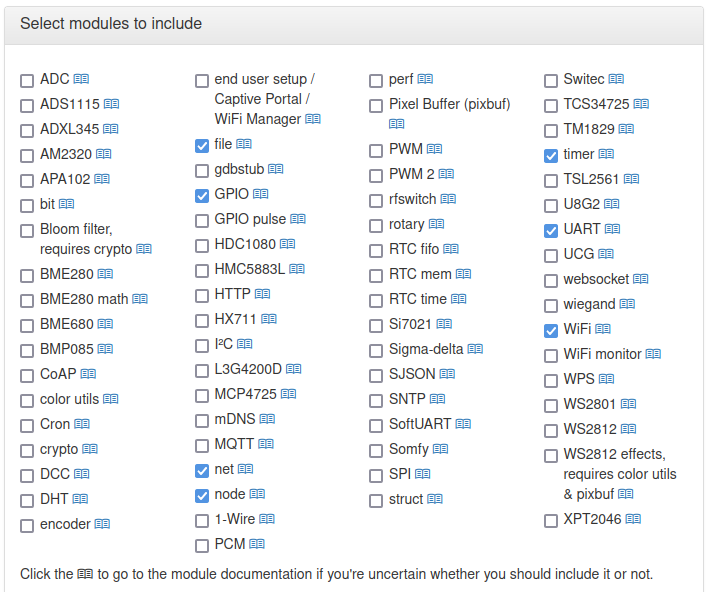 Select modules to include
ADC
ADS1115
ADXL345
AM2320
APA102
bit
Bloom filter,
requires crypto
BME280
BME280 math
BME680
BMP085
CoAP
color utils
Cron
crypto
DCC
DHT
encoder
end user setup /
Captive Portal /
WiFi Manager
file
gdbstub
GPIO
GPIO pulse
HDC1080
HMC5883L
HTTP
HX711
I²C
L3G4200D
MCP4725
mDNS
MQTT
net
node
1-Wire
PCM
perf
Pixel Buffer (pixbuf)
PWM
PWM 2
rfswitch
rotary
RTC fifo
RTC mem
RTC time
Si7021
Sigma-delta
SJSON
SNTP
SoftUART
Somfy
SPI
struct
Switec
TCS34725
TM1829
timer
TSL2561
U8G2
UART
UCG
websocket
wiegand
WiFi
WiFi monitor
WPS
WS2801
WS2812
WS2812 effects,
requires color utils
& pixbuf
XPT2046
Click the to go to the module documentation if you're uncertain whether you should include it or not.